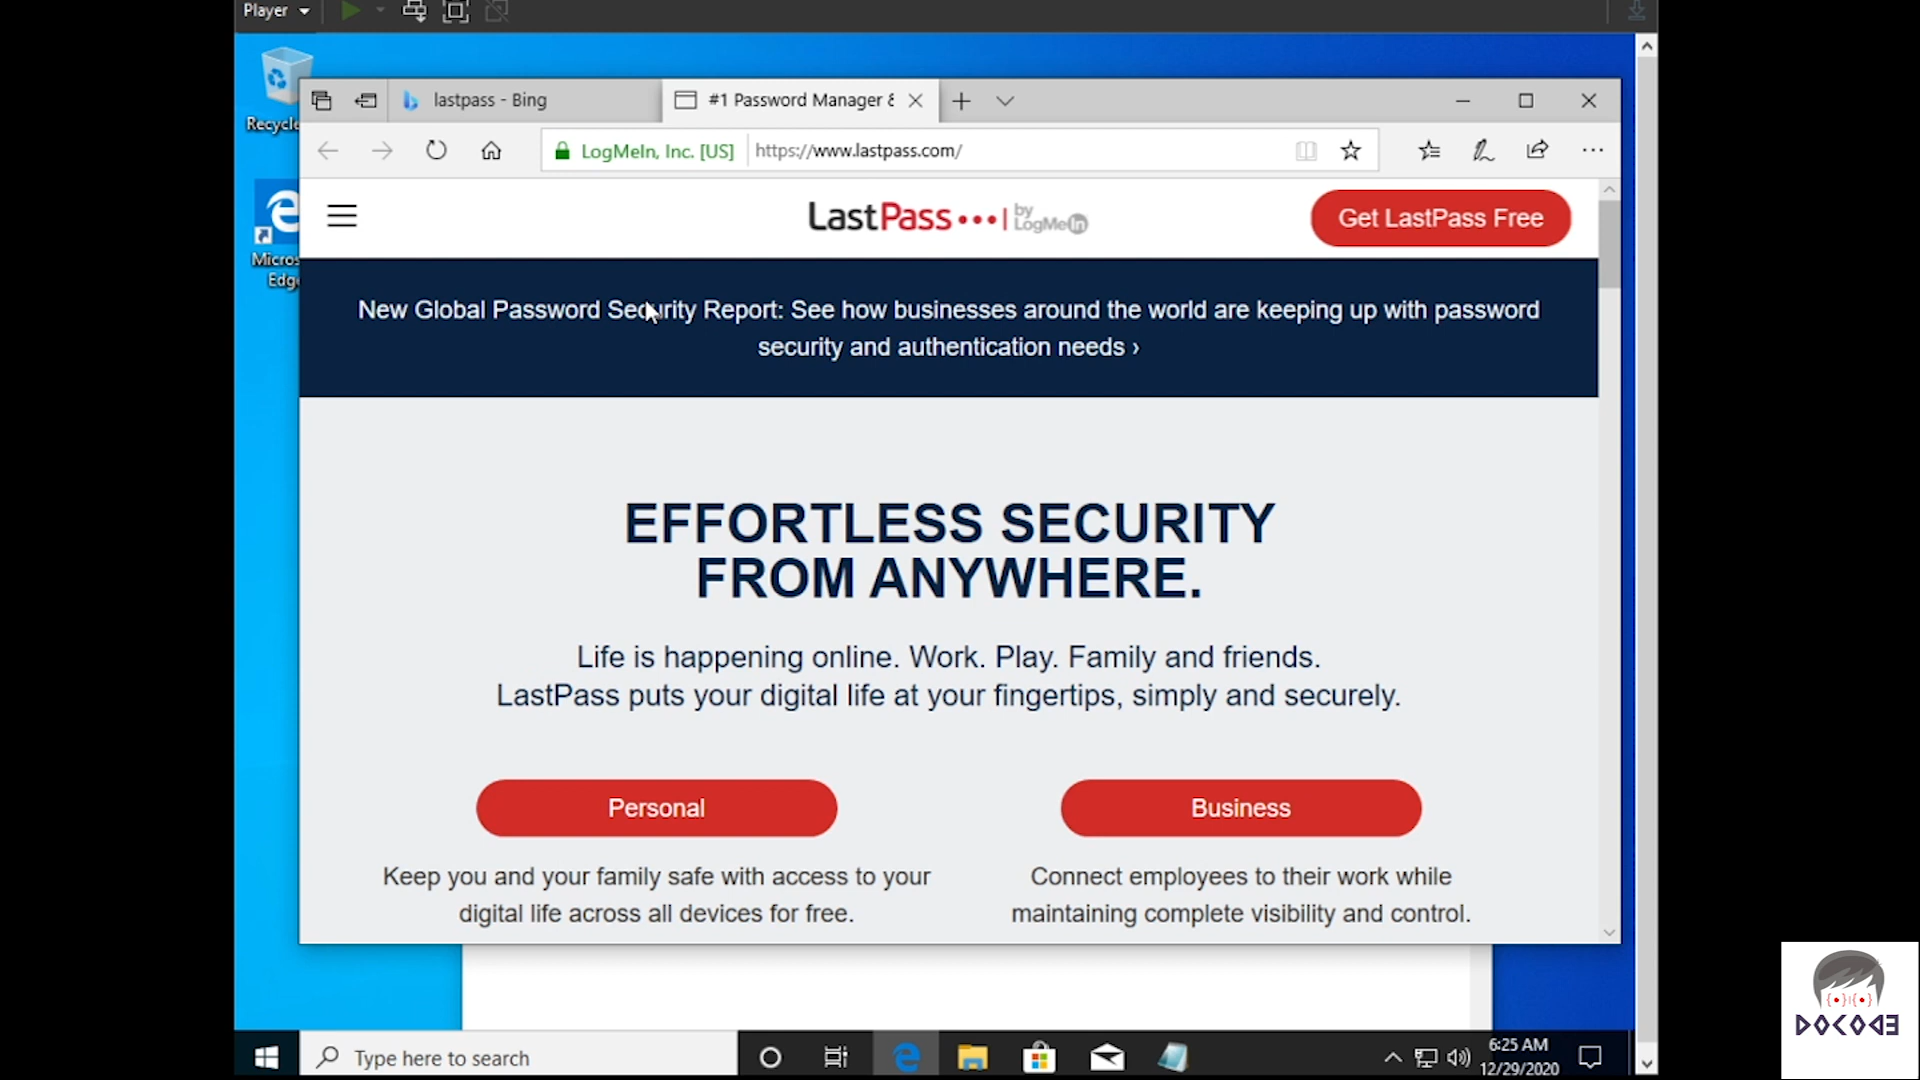 Player
Recycle
Micros
Edge
lastpass - Bing
#1 Password Manager &
LogMeIn, Inc. [US]
https://www.lastpass.com/
LastPass
by
LogMeIn
Get LastPass Free
New Global Password Security Report: See how businesses around the world are keeping up with password
security and authentication needs ›
EFFORTLESS SECURITY
FROM ANYWHERE.
Life is happening online. Work. Play. Family and friends.
LastPass puts your digital life at your fingertips, simply and securely.
Personal
Business
Keep you and your family safe with access to your
digital life across all devices for free.
Connect employees to their work while
maintaining complete visibility and control.
Type here to search
6:25 AM
12/29/2020
DOCODE